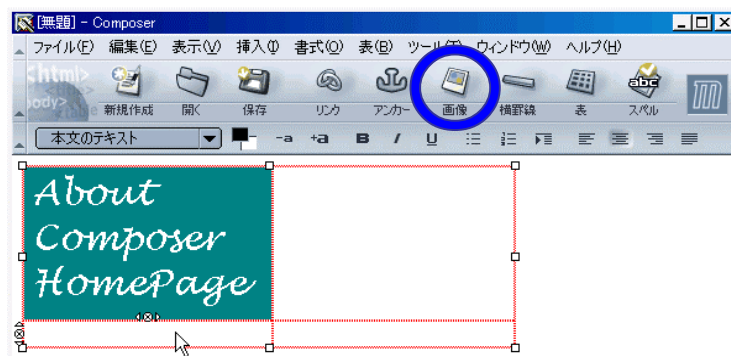 [無題] - Composer
ファイル(F) 編集(E) 表示(V) 挿入(I) 書式(O) 表(B) ツール(T) ウィンドウ(W) ヘルプ(H)
<html>
body>
新規作成 開く 保存 リンク アンカー 画像 横罫線 表 スペル
abc
本文のテキスト -a +a B / U
About
Composer
HomePage